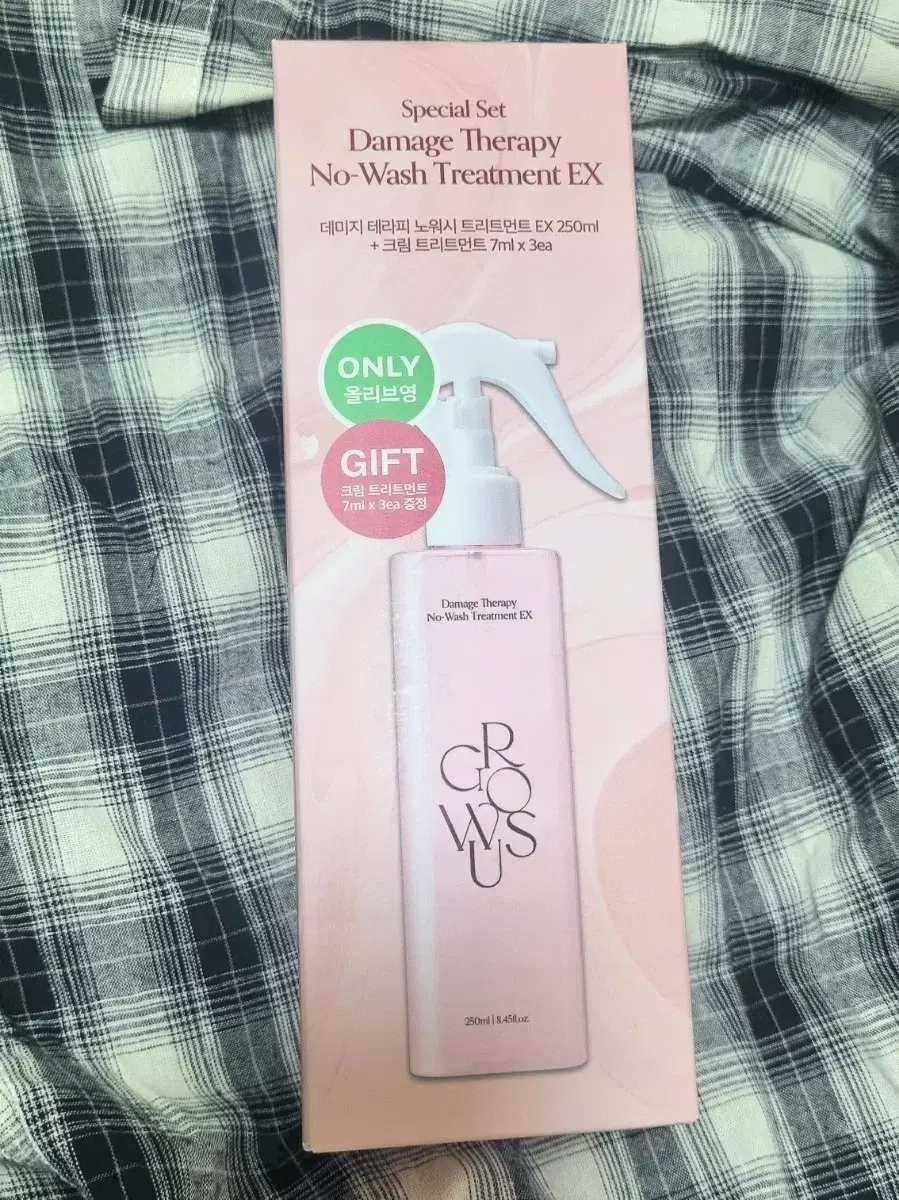 Special Set
Damage Therapy
No-Wash Treatment EX
데미지 테라피 노워시 트리트먼트 EX 250ml
+ 크림 트리트먼트 7ml x 3ea
ONLY
올리브영
GIFT
크림 트리트먼트
7ml x 3ea 증정
Damage Therapy
No-Wash Treatment EX
GROWUS
250ml | 8.45fl.oz.